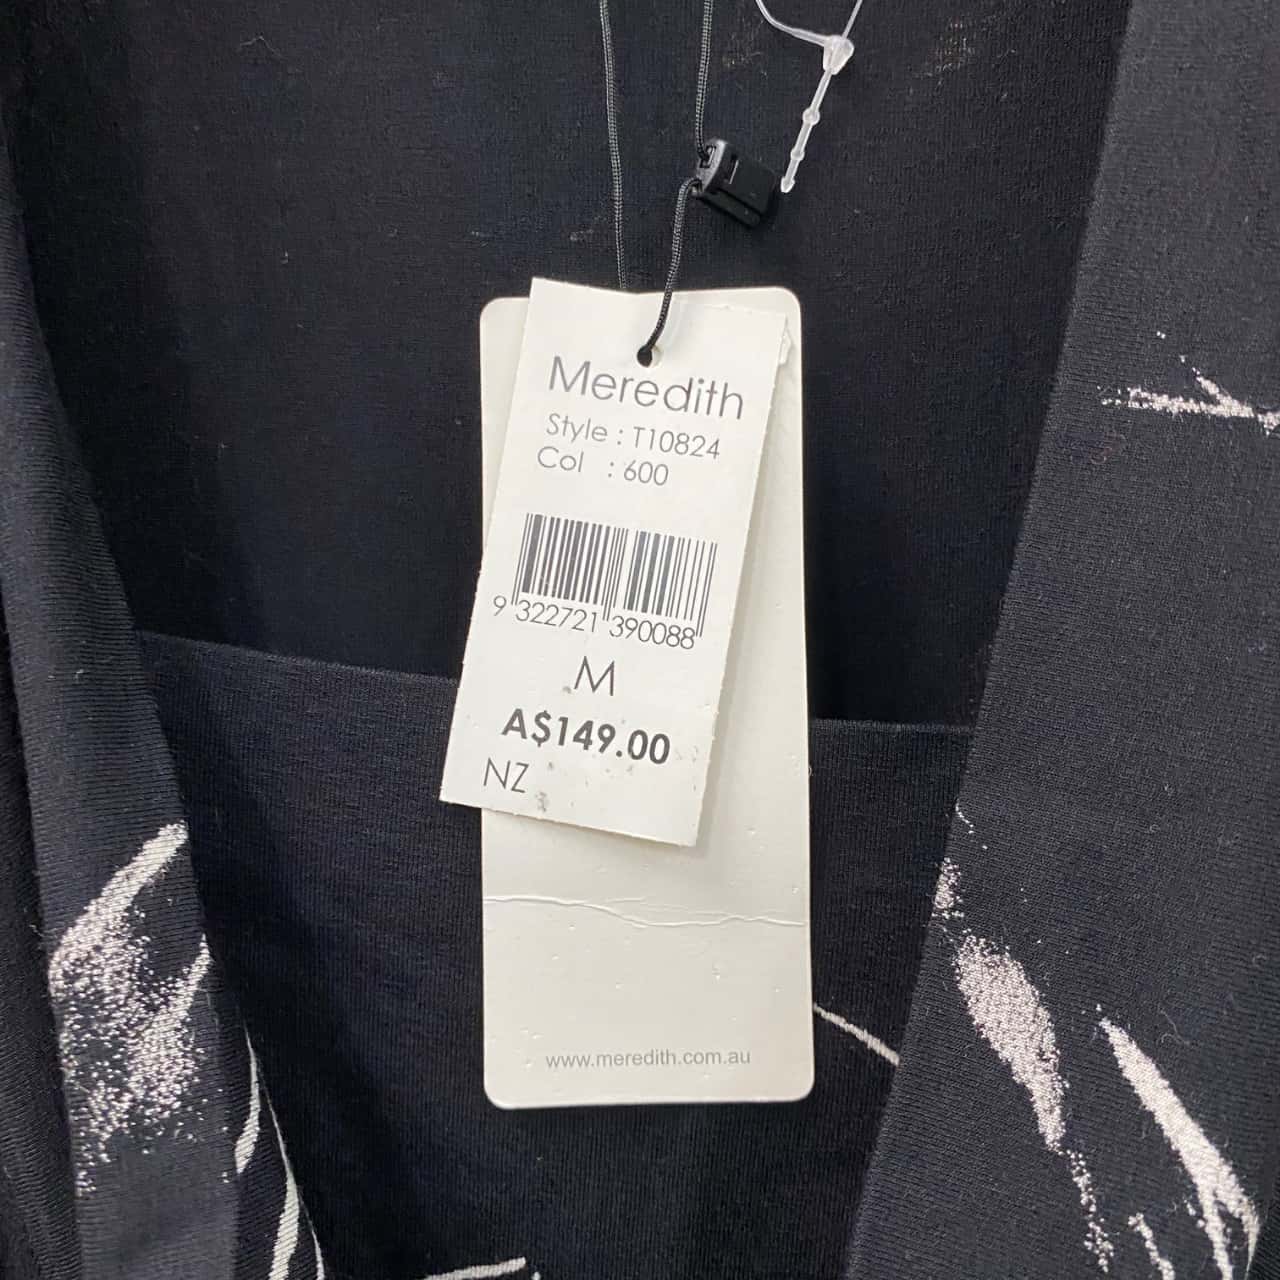 Meredith
Style : T10824
Col : 600
9 322721 390088
M
A$149.00
NZ
www.meredith.com.au